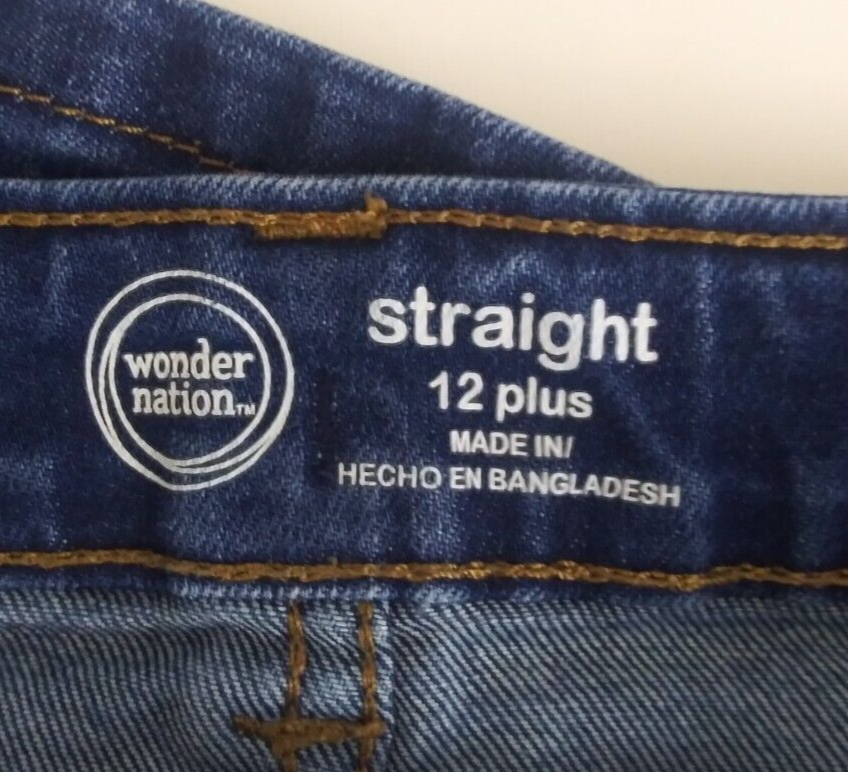 wonder
nation™
straight
12 plus
MADE IN/
HECHO EN BANGLADESH